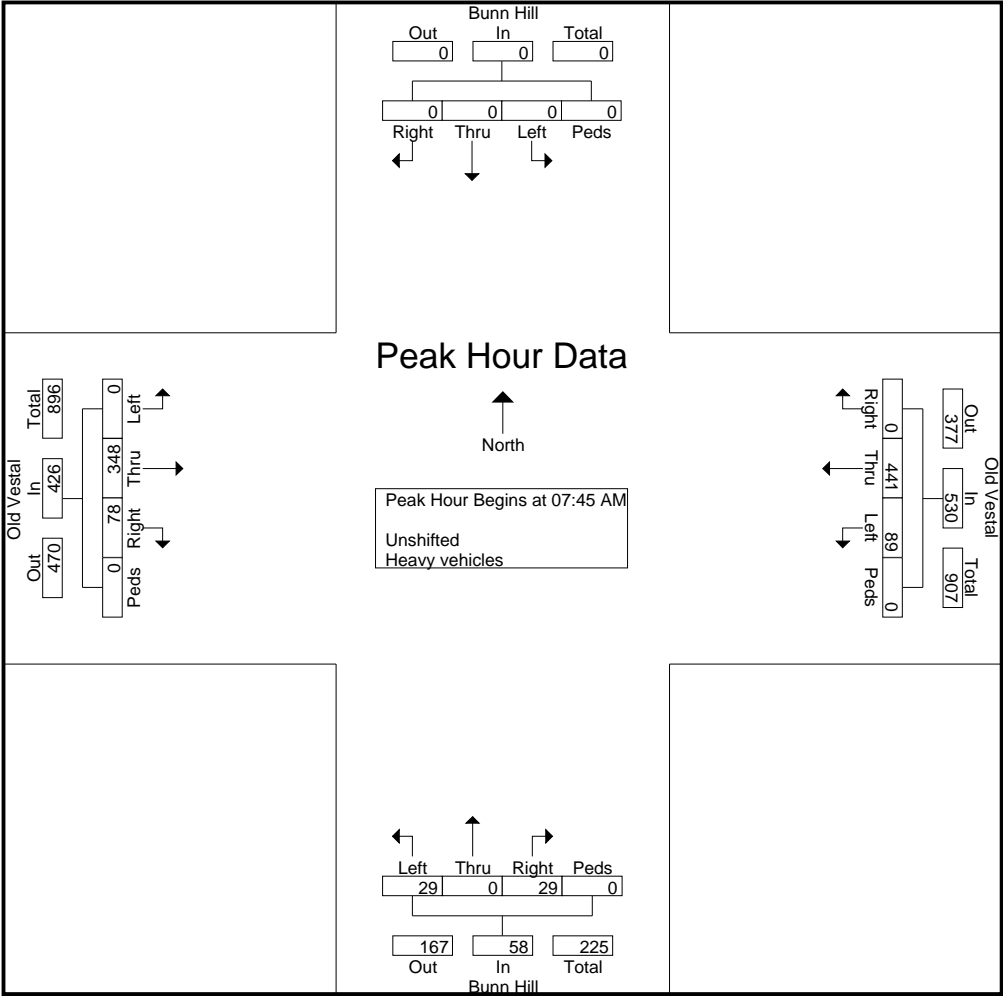 Bunn Hill
Out In Total
0 0 0
0 0 0 0
Right Thru Left Peds
Peak Hour Data
North
Peak Hour Begins at 07:45 AM
Unshifted
Heavy vehicles
Old Vestal
Total In Out
896 426 470
0 348 78 0
Left Thru Right Peds
Old Vestal
Out In Total
377 530 907
0 441 89 0
Right Thru Left Peds
Left Thru Right Peds
29 0 29 0
167 58 225
Out In Total
Bunn Hill